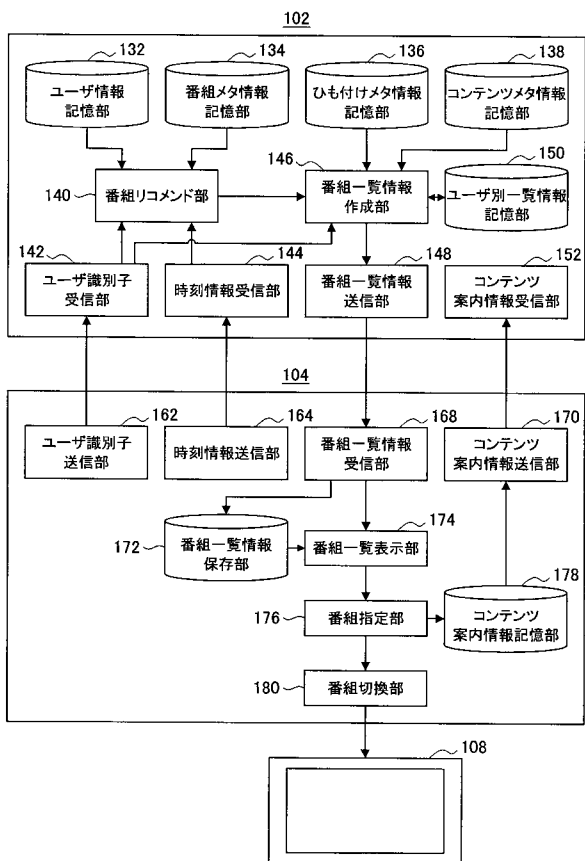 102
132
134
136
138
ユーザ情報
記憶部
番組メタ情報
記憶部
ひも付けメタ情報
記憶部
コンテンツメタ情報
記憶部
146
150
140
番組リコメンド部
番組一覧情報
作成部
ユーザ別一覧情報
記憶部
142
144
148
152
ユーザ識別子
受信部
時刻情報受信部
番組一覧情報
送信部
コンテンツ
案内情報受信部
104
162
164
168
170
ユーザ識別子
送信部
時刻情報送信部
番組一覧情報
受信部
コンテンツ
案内情報送信部
172
番組一覧情報
保存部
174
番組一覧表示部
178
176
番組指定部
コンテンツ
案内情報記憶部
180
番組切換部
108